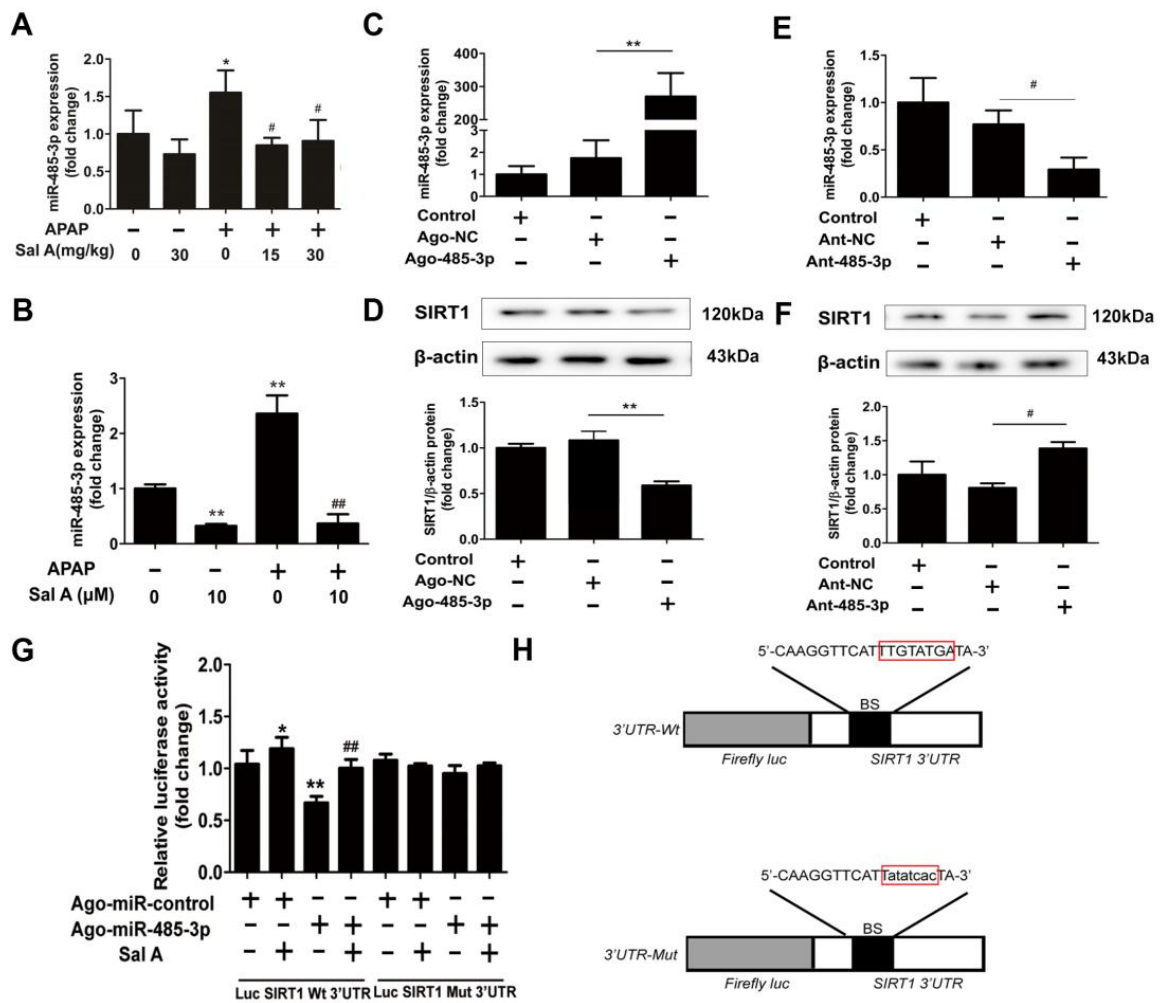 A
miR-485-3p expression
(fold change)
2.0
1.5
1.0
0.5
0.0
*
#
#
APAP – – + + +
Sal A(mg/kg) 0 30 0 15 30
B
miR-485-3p expression
(fold change)
3
2
1
0
**
**
##
APAP – – + +
Sal A (μM) 0 10 0 10
C
miR-485-3p expression
(fold change)
400
300
200
3
2
1
0
**
Control + – –
Ago-NC – + –
Ago-485-3p – – +
D
SIRT1 120kDa
β-actin 43kDa
SIRT1/β-actin protein
(fold change)
1.5
1.0
0.5
0.0
**
Control + – –
Ago-NC – + –
Ago-485-3p – – +
E
miR-485-3p expression
(fold change)
1.5
1.0
0.5
0.0
#
Control + – –
Ant-NC – + –
Ant-485-3p – – +
F
SIRT1 120kDa
β-actin 43kDa
SIRT1/β-actin protein
(fold change)
2.0
1.5
1.0
0.5
0.0
#
Control + – –
Ant-NC – + –
Ant-485-3p – – +
G
Relative luciferase activity
(fold change)
2.0
1.5
1.0
0.5
0.0
*
**
##
Ago-miR-control + + – – + + – –
Ago-miR-485-3p – – + + – – + +
Sal A – + – + – + – +
Luc SIRT1 Wt 3'UTR Luc SIRT1 Mut 3'UTR
H
5'-CAAGGTTCATTTGTATGATA-3'
BS
3'UTR-Wt
Firefly luc SIRT1 3'UTR
5'-CAAGGTTCATTatatcacTA-3'
BS
3'UTR-Mut
Firefly luc SIRT1 3'UTR